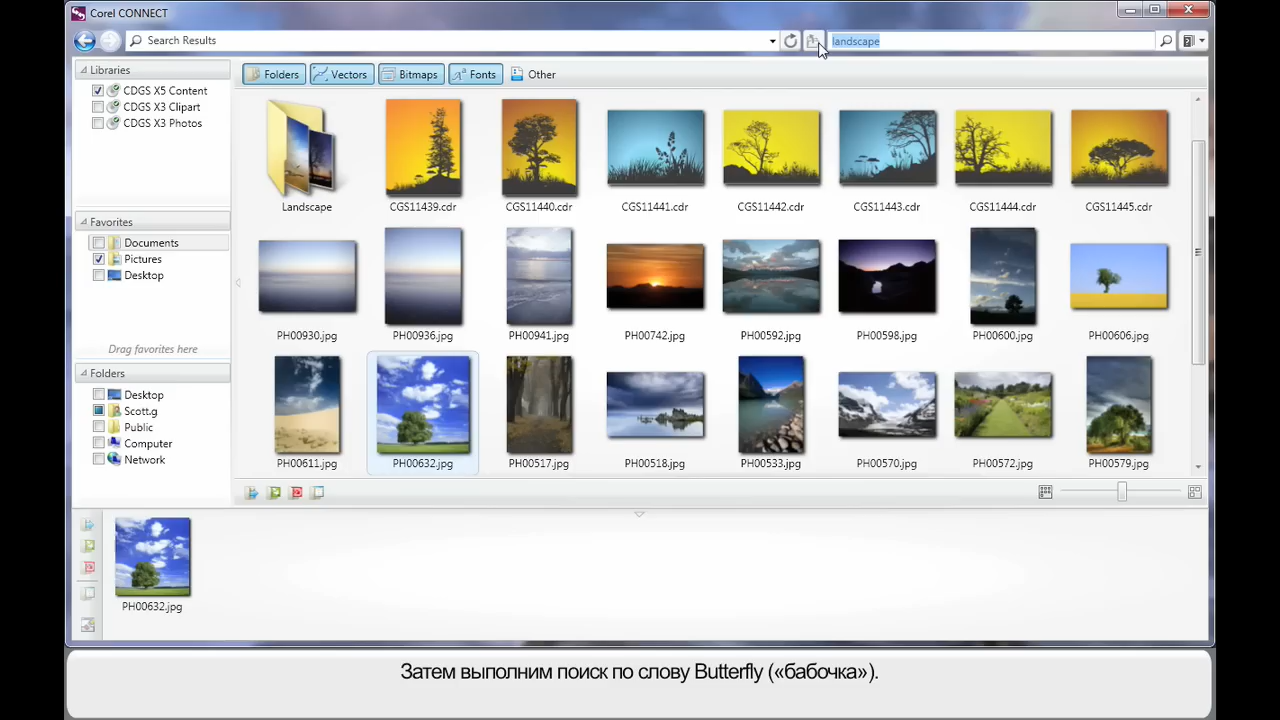 Corel CONNECT
Search Results
landscape
Libraries
CDGS X5 Content
CDGS X3 Clipart
CDGS X3 Photos
Favorites
Documents
Pictures
Desktop
Drag favorites here
Folders
Desktop
Scott.g
Public
Computer
Network
Folders Vectors Bitmaps Fonts Other
Landscape CGS11439.cdr CGS11440.cdr CGS11441.cdr CGS11442.cdr CGS11443.cdr CGS11444.cdr CGS11445.cdr
PH00930.jpg PH00936.jpg PH00941.jpg PH00742.jpg PH00592.jpg PH00598.jpg PH00600.jpg PH00606.jpg
PH00611.jpg PH00632.jpg PH00517.jpg PH00518.jpg PH00533.jpg PH00570.jpg PH00572.jpg PH00579.jpg
PH00632.jpg
Затем выполним поиск по слову Butterfly («бабочка»).